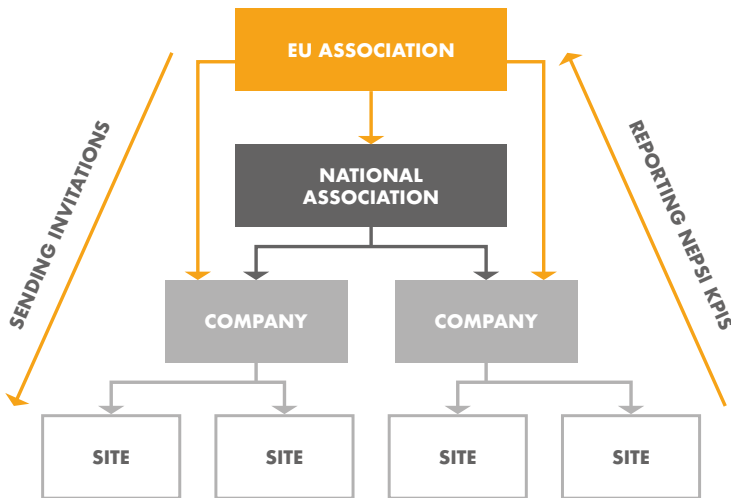 EU ASSOCIATION
NATIONAL
ASSOCIATION
SENDING INVITATIONS
REPORTING NEPSI KPIS
COMPANY
COMPANY
SITE
SITE
SITE
SITE